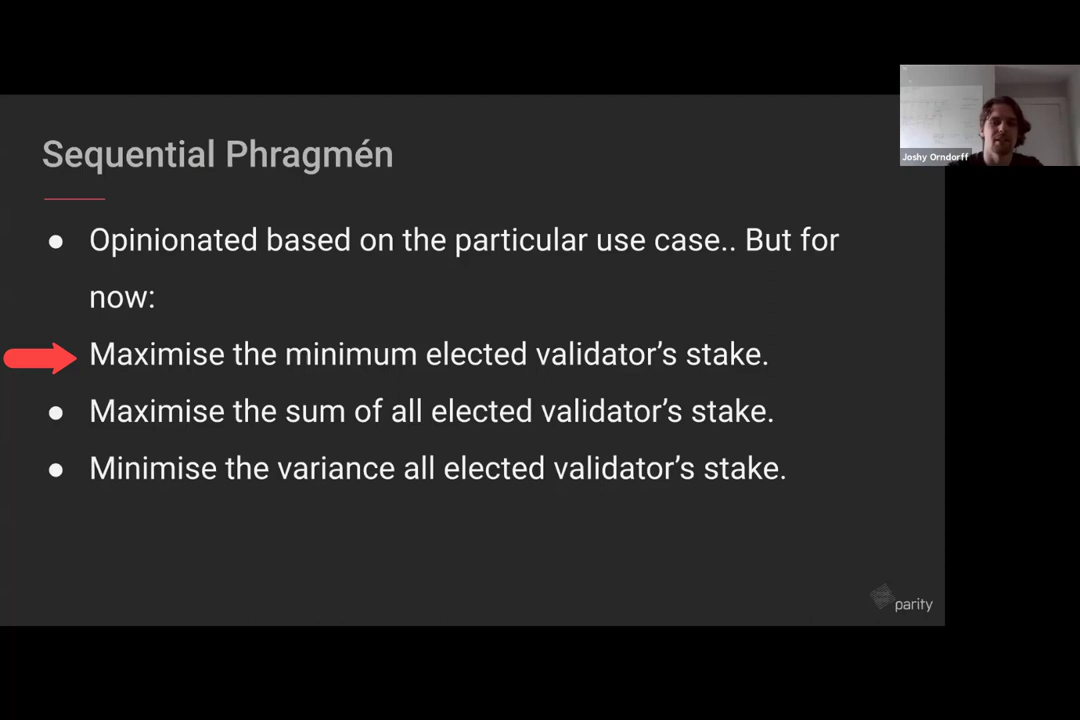 Joshy Orndorff
Sequential Phragmén
● Opinionated based on the particular use case.. But for
now:
Maximise the minimum elected validator’s stake.
● Maximise the sum of all elected validator’s stake.
● Minimise the variance all elected validator’s stake.
parity